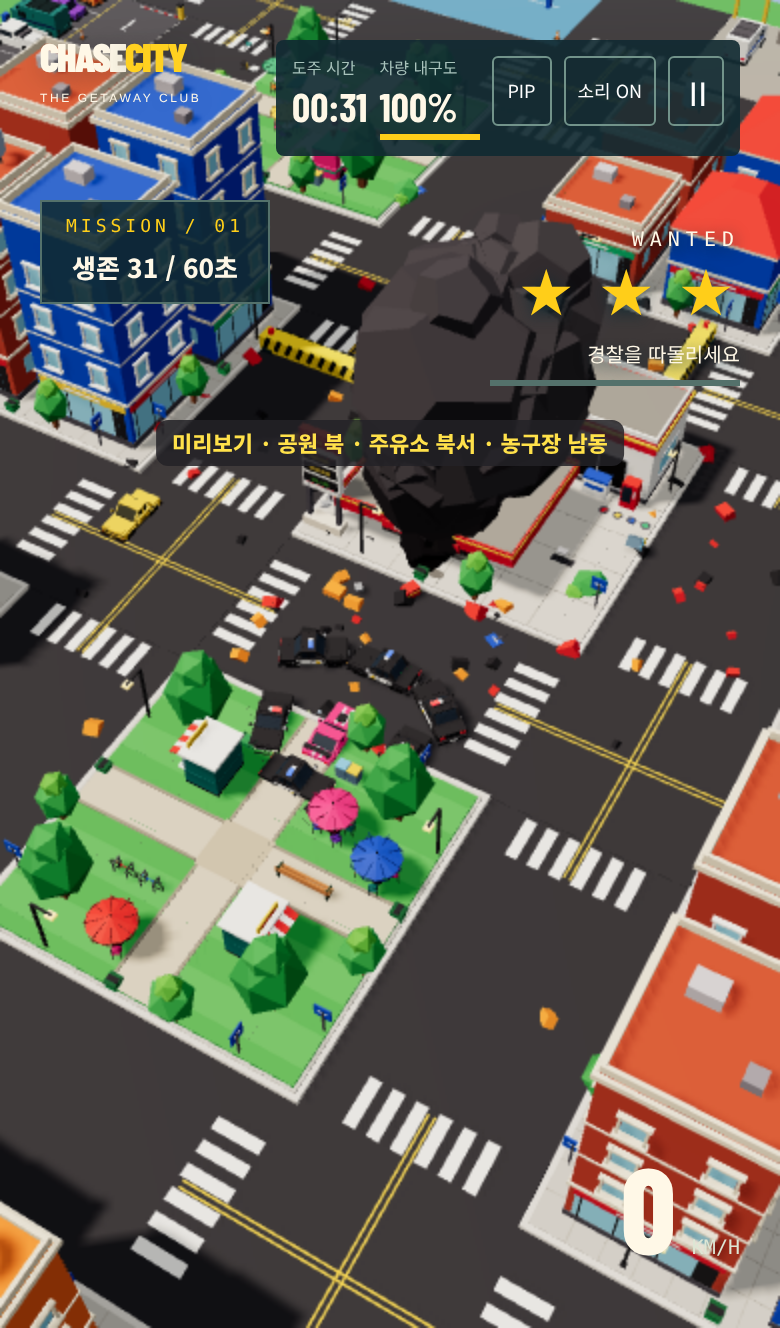 CHASECITY
THE GETAWAY CLUB
도주 시간
00:31
차량 내구도
100%
PIP
소리 ON
MISSION / 01
생존 31 / 60초
WANTED
경찰을 따돌리세요
미리보기 · 공원 북 · 주유소 북서 · 농구장 남동
0
KM/H